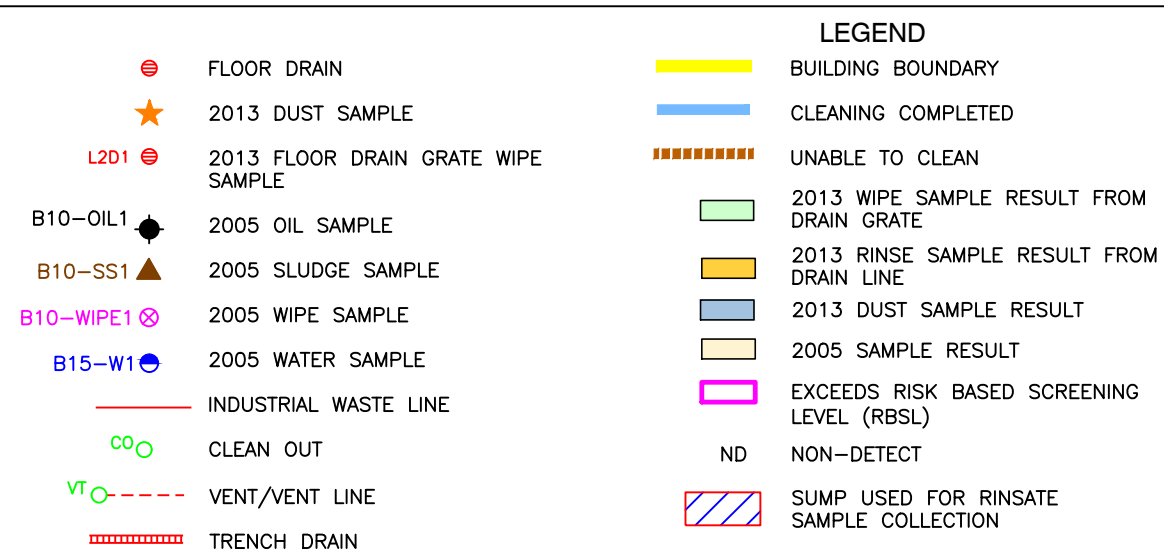 LEGEND
FLOOR DRAIN
2013 DUST SAMPLE
L2D1 2013 FLOOR DRAIN GRATE WIPE
SAMPLE
B10-OIL1 2005 OIL SAMPLE
B10-SS1 2005 SLUDGE SAMPLE
B10-WIPE1 2005 WIPE SAMPLE
B15-W1 2005 WATER SAMPLE
INDUSTRIAL WASTE LINE
CO CLEAN OUT
VT VENT/VENT LINE
TRENCH DRAIN
BUILDING BOUNDARY
CLEANING COMPLETED
UNABLE TO CLEAN
2013 WIPE SAMPLE RESULT FROM
DRAIN GRATE
2013 RINSE SAMPLE RESULT FROM
DRAIN LINE
2013 DUST SAMPLE RESULT
2005 SAMPLE RESULT
EXCEEDS RISK BASED SCREENING
LEVEL (RBSL)
ND NON-DETECT
SUMP USED FOR RINSATE
SAMPLE COLLECTION